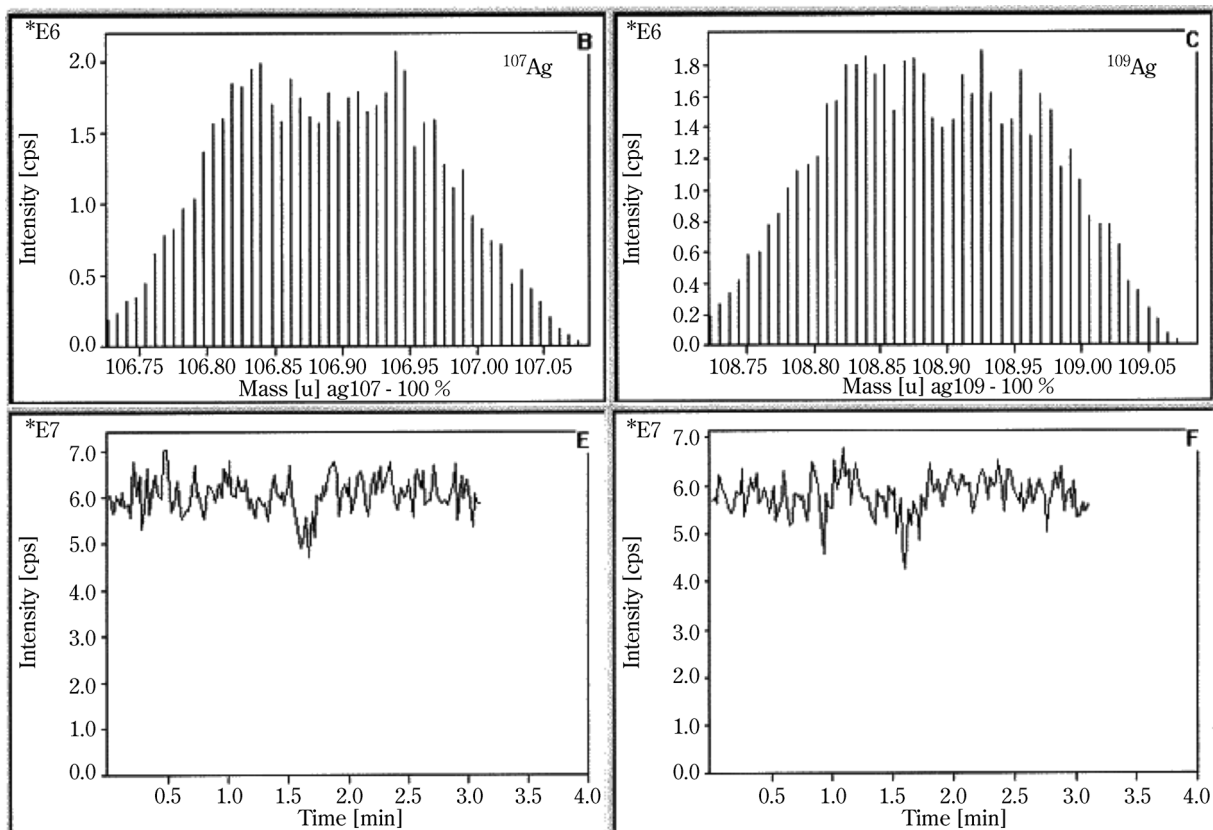 *E6
B
¹⁰⁷Ag
Intensity [cps]
2.0
1.5
1.0
0.5
0.0
106.75 106.80 106.85 106.90 106.95 107.00 107.05
Mass [u] ag107 - 100 %
*E6
C
¹⁰⁹Ag
Intensity [cps]
1.8
1.6
1.4
1.2
1.0
0.8
0.6
0.4
0.2
0.0
108.75 108.80 108.85 108.90 108.95 109.00 109.05
Mass [u] ag109 - 100 %
*E7
E
Intensity [cps]
7.0
6.0
5.0
4.0
3.0
2.0
1.0
0.0
0.5 1.0 1.5 2.0 2.5 3.0 3.5 4.0
Time [min]
*E7
F
Intensity [cps]
7.0
6.0
5.0
4.0
3.0
2.0
1.0
0.0
0.5 1.0 1.5 2.0 2.5 3.0 3.5 4.0
Time [min]